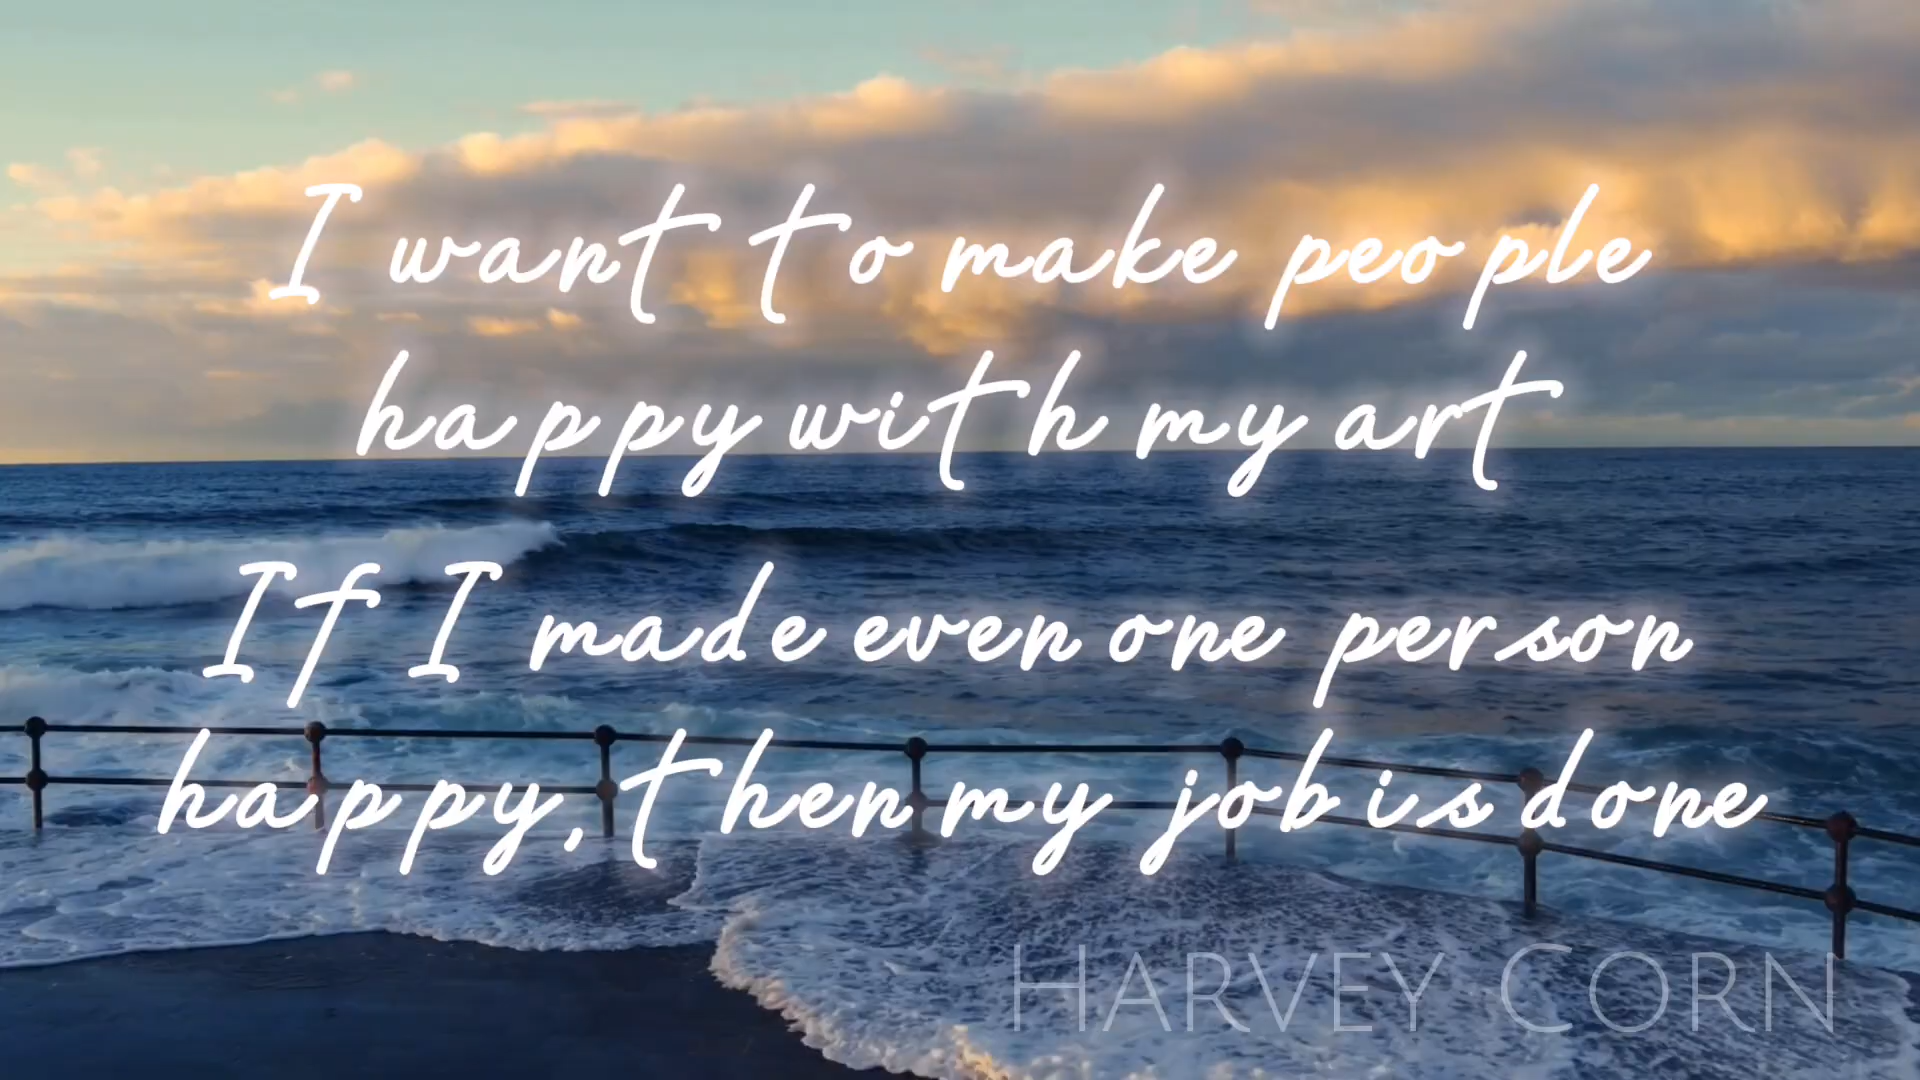 I want to make people
happy with my art
If I made even one person
happy, then my job is done
HARVEY CORN